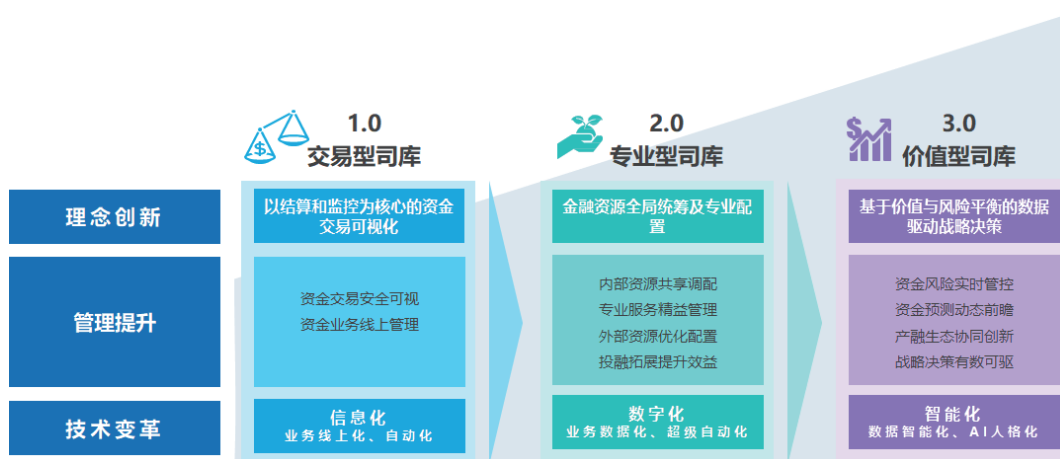 1.0
交易型司库
2.0
专业型司库
3.0
价值型司库
理念创新
以结算和监控为核心的资金
交易可视化
金融资源全局统筹及专业配
置
基于价值与风险平衡的数据
驱动战略决策
管理提升
资金交易安全可视
资金业务线上管理
内部资源共享调配
专业服务精益管理
外部资源优化配置
投融拓展提升效益
资金风险实时管控
资金预测动态前瞻
产融生态协同创新
战略决策有数可驱
技术变革
信息化
业务线上化、自动化
数字化
业务数据化、超级自动化
智能化
数据智能化、AI人格化